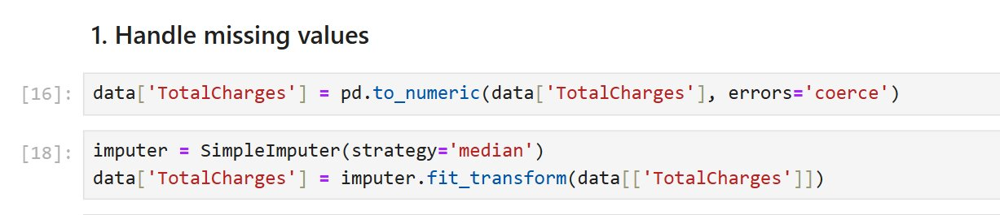 1. Handle missing values
[16]: data['TotalCharges'] = pd.to_numeric(data['TotalCharges'], errors='coerce')
[18]: imputer = SimpleImputer(strategy='median')
data['TotalCharges'] = imputer.fit_transform(data[['TotalCharges']])